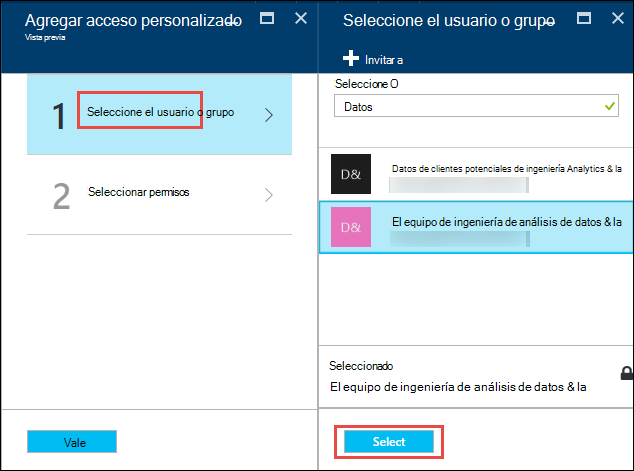 Agregar acceso personalizado
Vista previa
1
Seleccione el usuario o grupo
2
Seleccionar permisos
Vale
Seleccione el usuario o grupo
Invitar a
Seleccione O
Datos
D&
Datos de clientes potenciales de ingeniería Analytics & la
D&
El equipo de ingeniería de análisis de datos & la
Seleccionado
El equipo de ingeniería de análisis de datos & la
Select